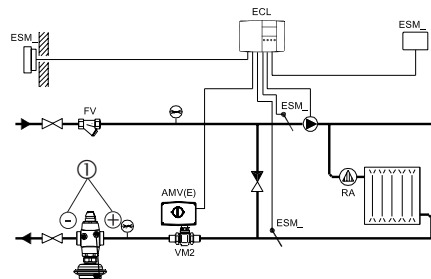 ECL
ESM_
ESM_
FV
ESM_
AMV(E)
RA
1
-
+
ESM_
VM2